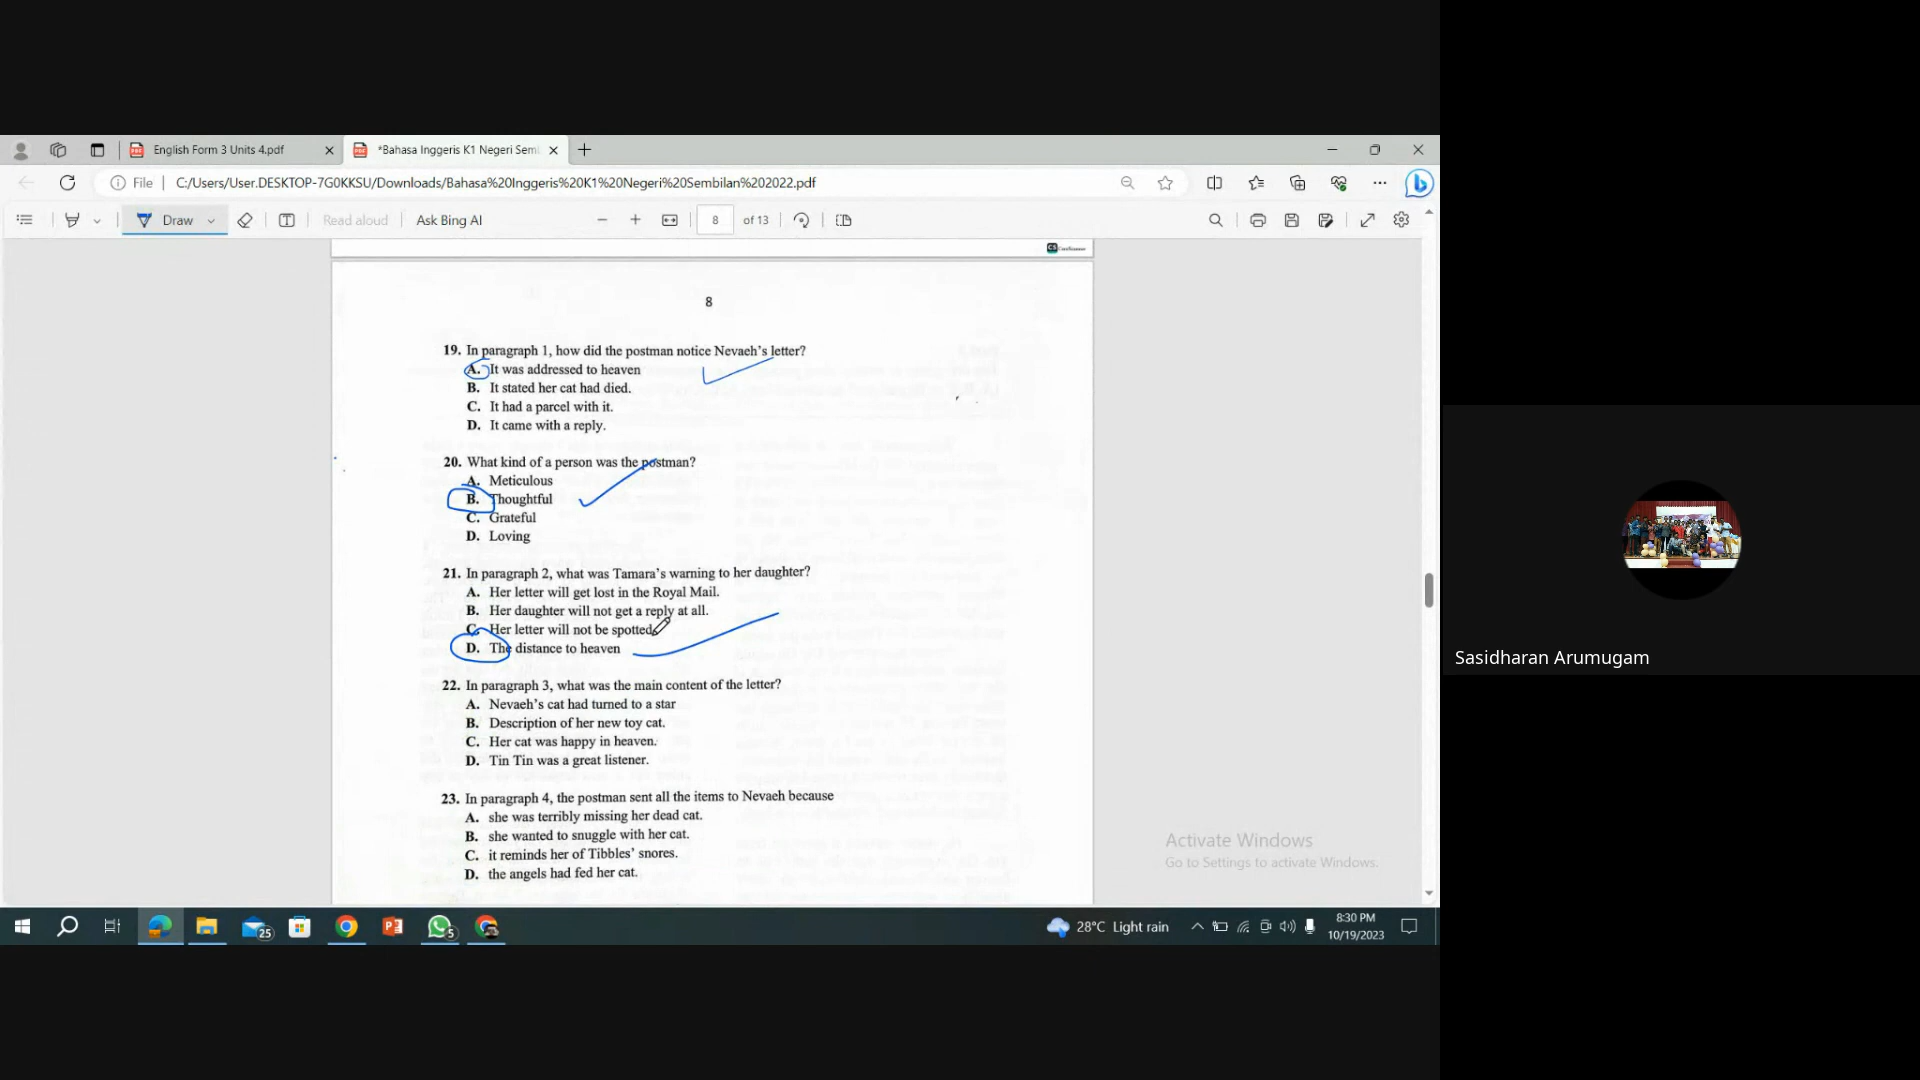 English Form 3 Units 4.pdf
*Bahasa Inggeris K1 Negeri Sem
File
C:/Users/User.DESKTOP-7G0KKSU/Downloads/Bahasa%20Inggeris%20K1%20Negeri%20Sembilan%202022.pdf
Draw
Read aloud
Ask Bing AI
8 of 13
CS CamScanner
8
19. In paragraph 1, how did the postman notice Nevaeh's letter?
A. It was addressed to heaven
B. It stated her cat had died.
C. It had a parcel with it.
D. It came with a reply.
20. What kind of a person was the postman?
A. Meticulous
B. Thoughtful
C. Grateful
D. Loving
21. In paragraph 2, what was Tamara's warning to her daughter?
A. Her letter will get lost in the Royal Mail.
B. Her daughter will not get a reply at all.
C. Her letter will not be spotted
D. The distance to heaven
22. In paragraph 3, what was the main content of the letter?
A. Nevaeh's cat had turned to a star
B. Description of her new toy cat.
C. Her cat was happy in heaven.
D. Tin Tin was a great listener.
23. In paragraph 4, the postman sent all the items to Nevaeh because
A. she was terribly missing her dead cat.
B. she wanted to snuggle with her cat.
C. it reminds her of Tibbles' snores.
D. the angels had fed her cat.
Activate Windows
Go to Settings to activate Windows.
Sasidharan Arumugam
25
5
28°C Light rain
8:30 PM
10/19/2023